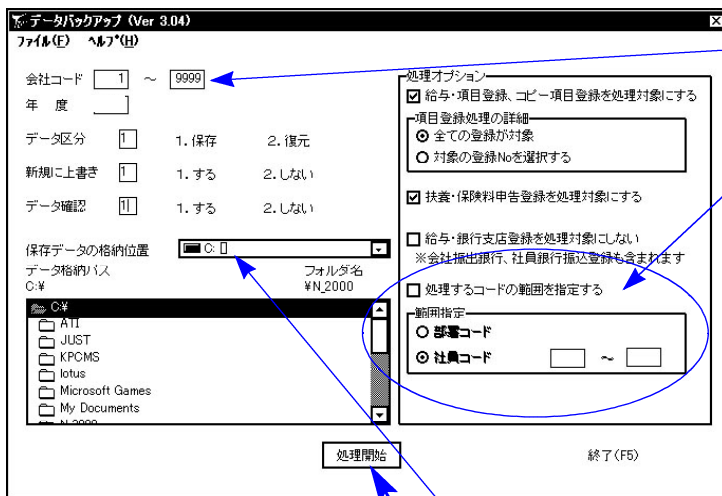 データバックアップ (Ver 3.04)
ファイル(F) ヘルプ(H)
会社コード 1 ～ 9999
年 度
データ区分 1 1. 保存 2. 復元
新規に上書き 1 1. する 2. しない
データ確認 1 1. する 2. しない
保存データの格納位置 C: []
データ格納パス フォルダ名
C:¥ ¥N_2000
C:¥
ATI
JUST
KPCMS
lotus
Microsoft Games
My Documents
N_2000
処理オプション
給与・項目登録、コピー項目登録を処理対象にする
項目登録処理の詳細
全ての登録が対象
対象の登録Noを選択する
扶養・保険料申告登録を処理対象にする
給与・銀行支店登録を処理対象にしない
※会社振出銀行、社員銀行振込登録も含まれます
処理するコードの範囲を指定する
範囲指定
部署コード
社員コード ～
処理開始 終了(F5)